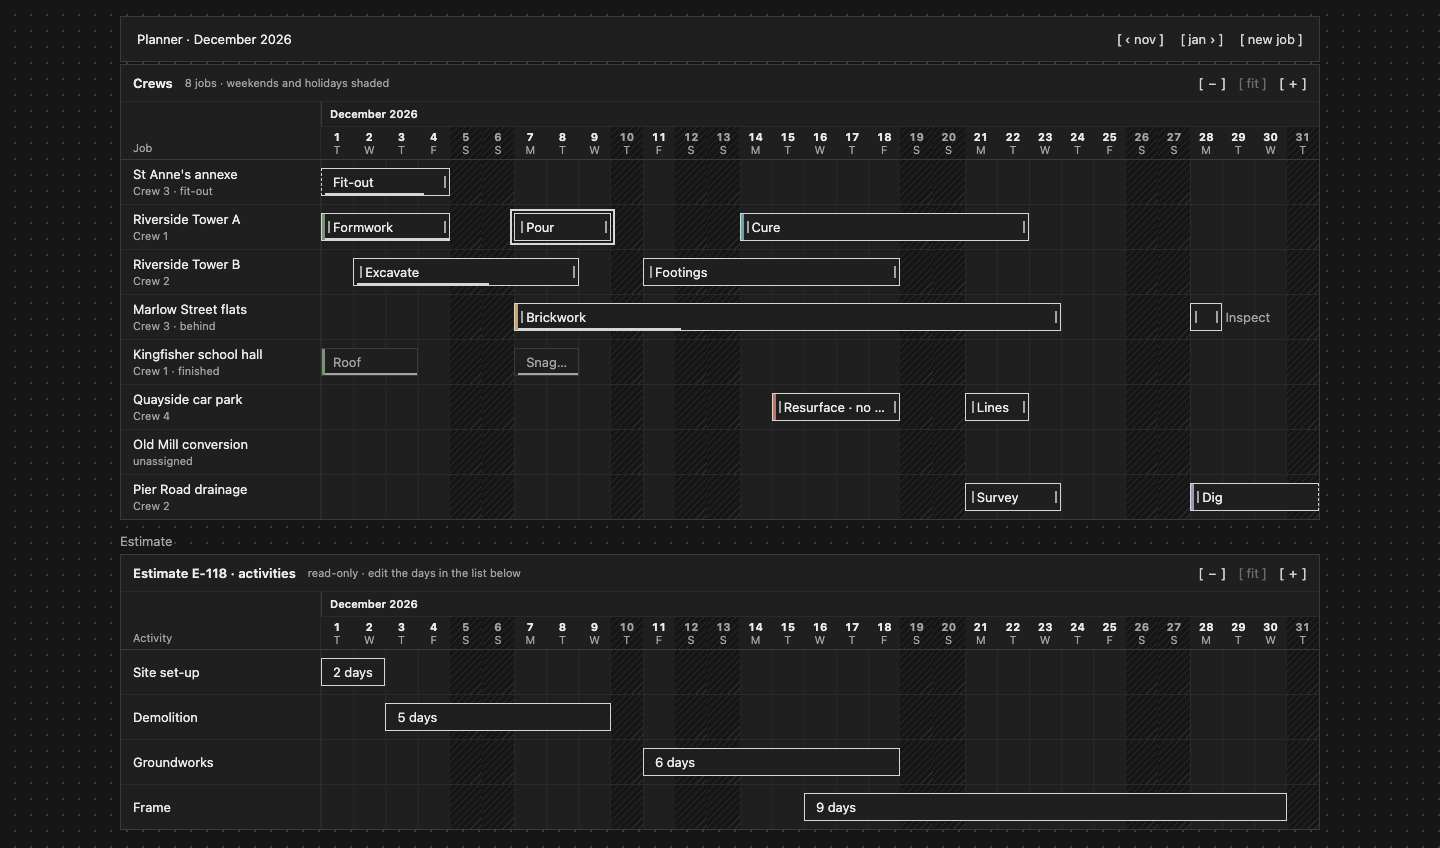 Planner · December 2026
[ ‹ nov ] [ jan › ] [ new job ]
Crews 8 jobs · weekends and holidays shaded
[ − ] [ fit ] [ + ]
December 2026
Job
1 2 3 4 5 6 7 8 9 10 11 12 13 14 15 16 17 18 19 20 21 22 23 24 25 26 27 28 29 30 31
T W T F S S M T W T F S S M T W T F S S M T W T F S S M T W T
St Anne's annexe
Crew 3 · fit-out
Fit-out
Riverside Tower A
Crew 1
Formwork Pour Cure
Riverside Tower B
Crew 2
Excavate Footings
Marlow Street flats
Crew 3 · behind
Brickwork Inspect
Kingfisher school hall
Crew 1 · finished
Roof Snag...
Quayside car park
Crew 4
Resurface · no ... Lines
Old Mill conversion
unassigned
Pier Road drainage
Crew 2
Survey Dig
Estimate
Estimate E-118 · activities read-only · edit the days in the list below
[ − ] [ fit ] [ + ]
December 2026
Activity
1 2 3 4 5 6 7 8 9 10 11 12 13 14 15 16 17 18 19 20 21 22 23 24 25 26 27 28 29 30 31
T W T F S S M T W T F S S M T W T F S S M T W T F S S M T W T
Site set-up 2 days
Demolition 5 days
Groundworks 6 days
Frame 9 days